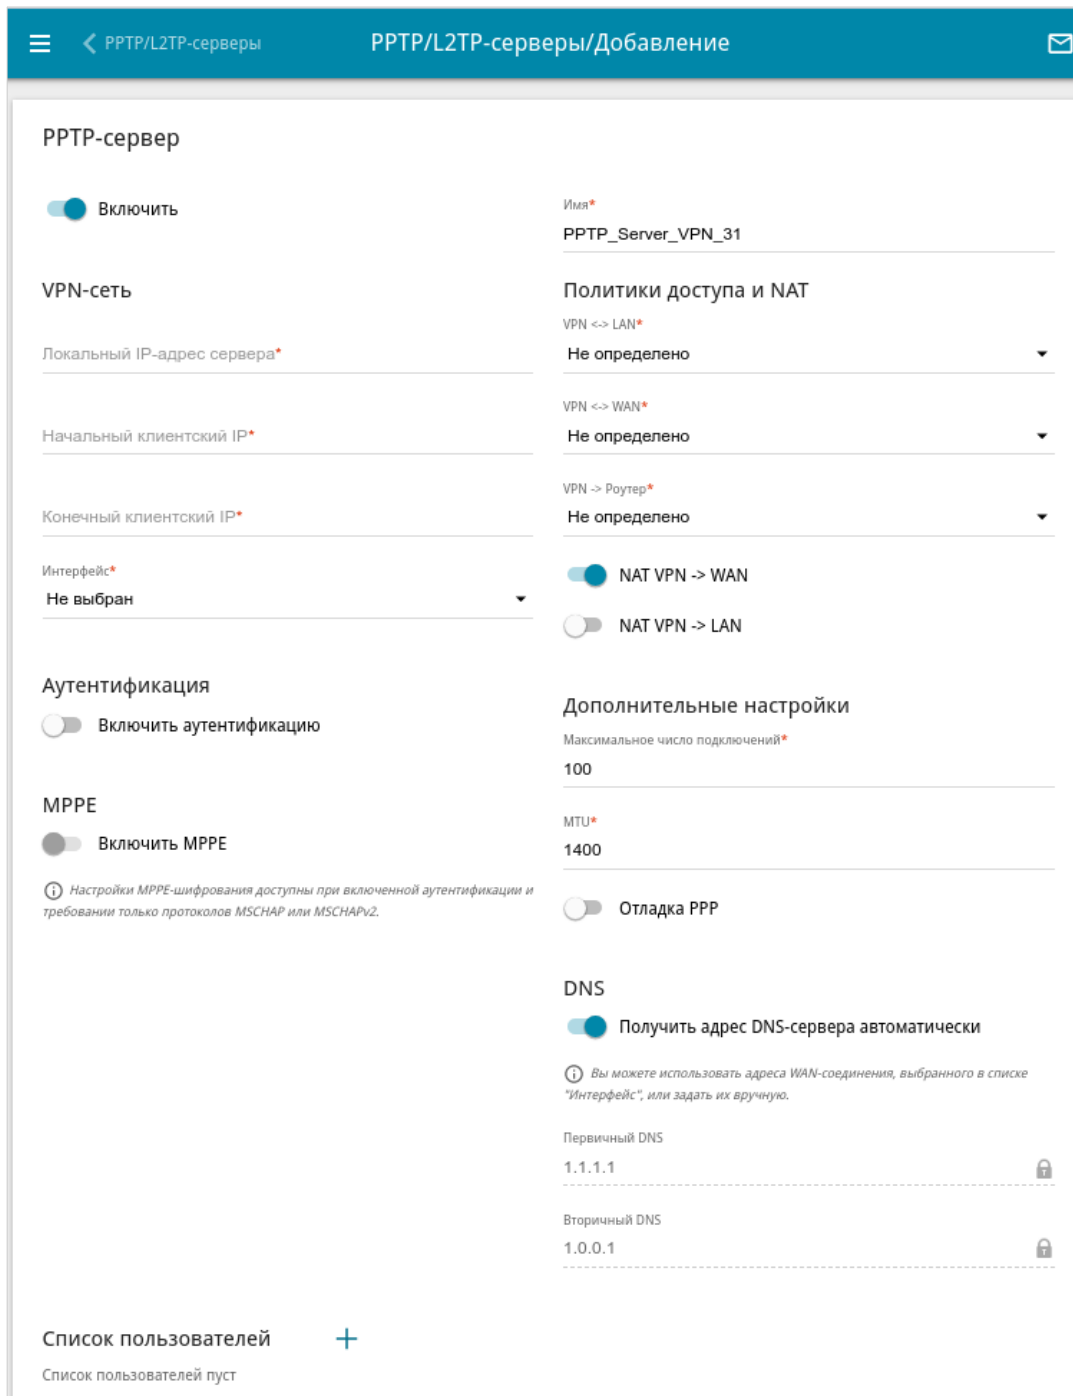 PPTP/L2TP-серверы
PPTP/L2TP-серверы/Добавление
PPTP-сервер
Включить
Имя*
PPTP_Server_VPN_31
VPN-сеть
Локальный IP-адрес сервера*
Начальный клиентский IP*
Конечный клиентский IP*
Интерфейс*
Не выбран
Политики доступа и NAT
VPN <-> LAN*
Не определено
VPN <-> WAN*
Не определено
VPN -> Роутер*
Не определено
NAT VPN -> WAN
NAT VPN -> LAN
Аутентификация
Включить аутентификацию
MPPE
Включить MPPE
Настройки MPPE-шифрования доступны при включенной аутентификации и
требовании только протоколов MSCHAP или MSCHAPv2.
Дополнительные настройки
Максимальное число подключений*
100
MTU*
1400
Отладка PPP
DNS
Получить адрес DNS-сервера автоматически
Вы можете использовать адреса WAN-соединения, выбранного в списке
"Интерфейс", или задать их вручную.
Первичный DNS
1.1.1.1
Вторичный DNS
1.0.0.1
Список пользователей
Список пользователей пуст